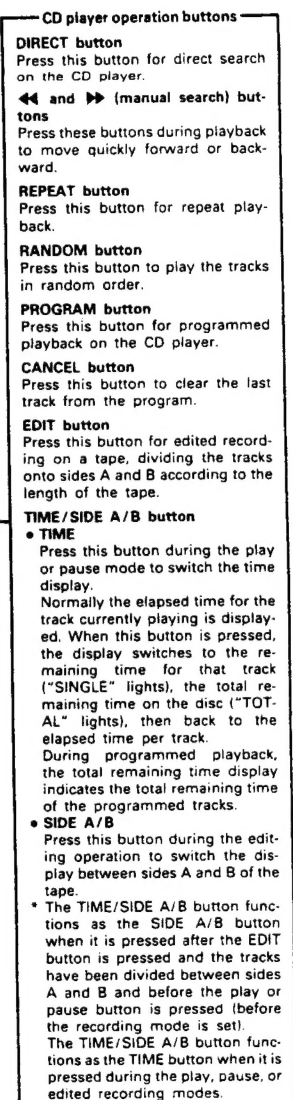 CD player operation buttons
DIRECT button
Press this button for direct search
on the CD player.
◀◀ and ▶▶ (manual search) but-
tons
Press these buttons during playback
to move quickly forward or back-
ward.
REPEAT button
Press this button for repeat play-
back.
RANDOM button
Press this button to play the tracks
in random order.
PROGRAM button
Press this button for programmed
playback on the CD player.
CANCEL button
Press this button to clear the last
track from the program.
EDIT button
Press this button for edited record-
ing on a tape, dividing the tracks
onto sides A and B according to the
length of the tape.
TIME/SIDE A/B button
• TIME
Press this button during the play
or pause mode to switch the time
display.
Normally the elapsed time for the
track currently playing is display-
ed. When this button is pressed,
the display switches to the re-
maining time for that track
("SINGLE" lights), the total re-
maining time on the disc ("TOT-
AL" lights), then back to the
elapsed time per track.
During programmed playback,
the total remaining time display
indicates the total remaining time
of the programmed tracks.
• SIDE A/B
Press this button during the edit-
ing operation to switch the dis-
play between sides A and B of the
tape.
* The TIME/SIDE A/B button func-
tions as the SIDE A/B button
when it is pressed after the EDIT
button is pressed and the tracks
have been divided between sides
A and B and before the play or
pause button is pressed (before
the recording mode is set).
The TIME/SIDE A/B button func-
tions as the TIME button when it is
pressed during the play, pause, or
edited recording modes.